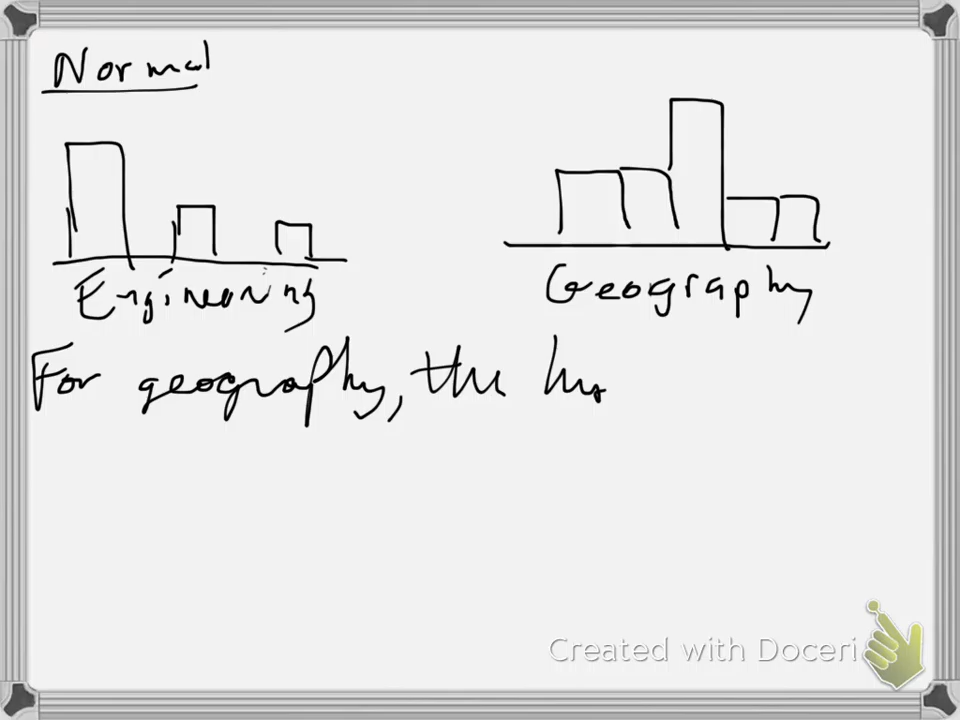 Normal
Engineering
Geography
For geography, the
Created with Doceri